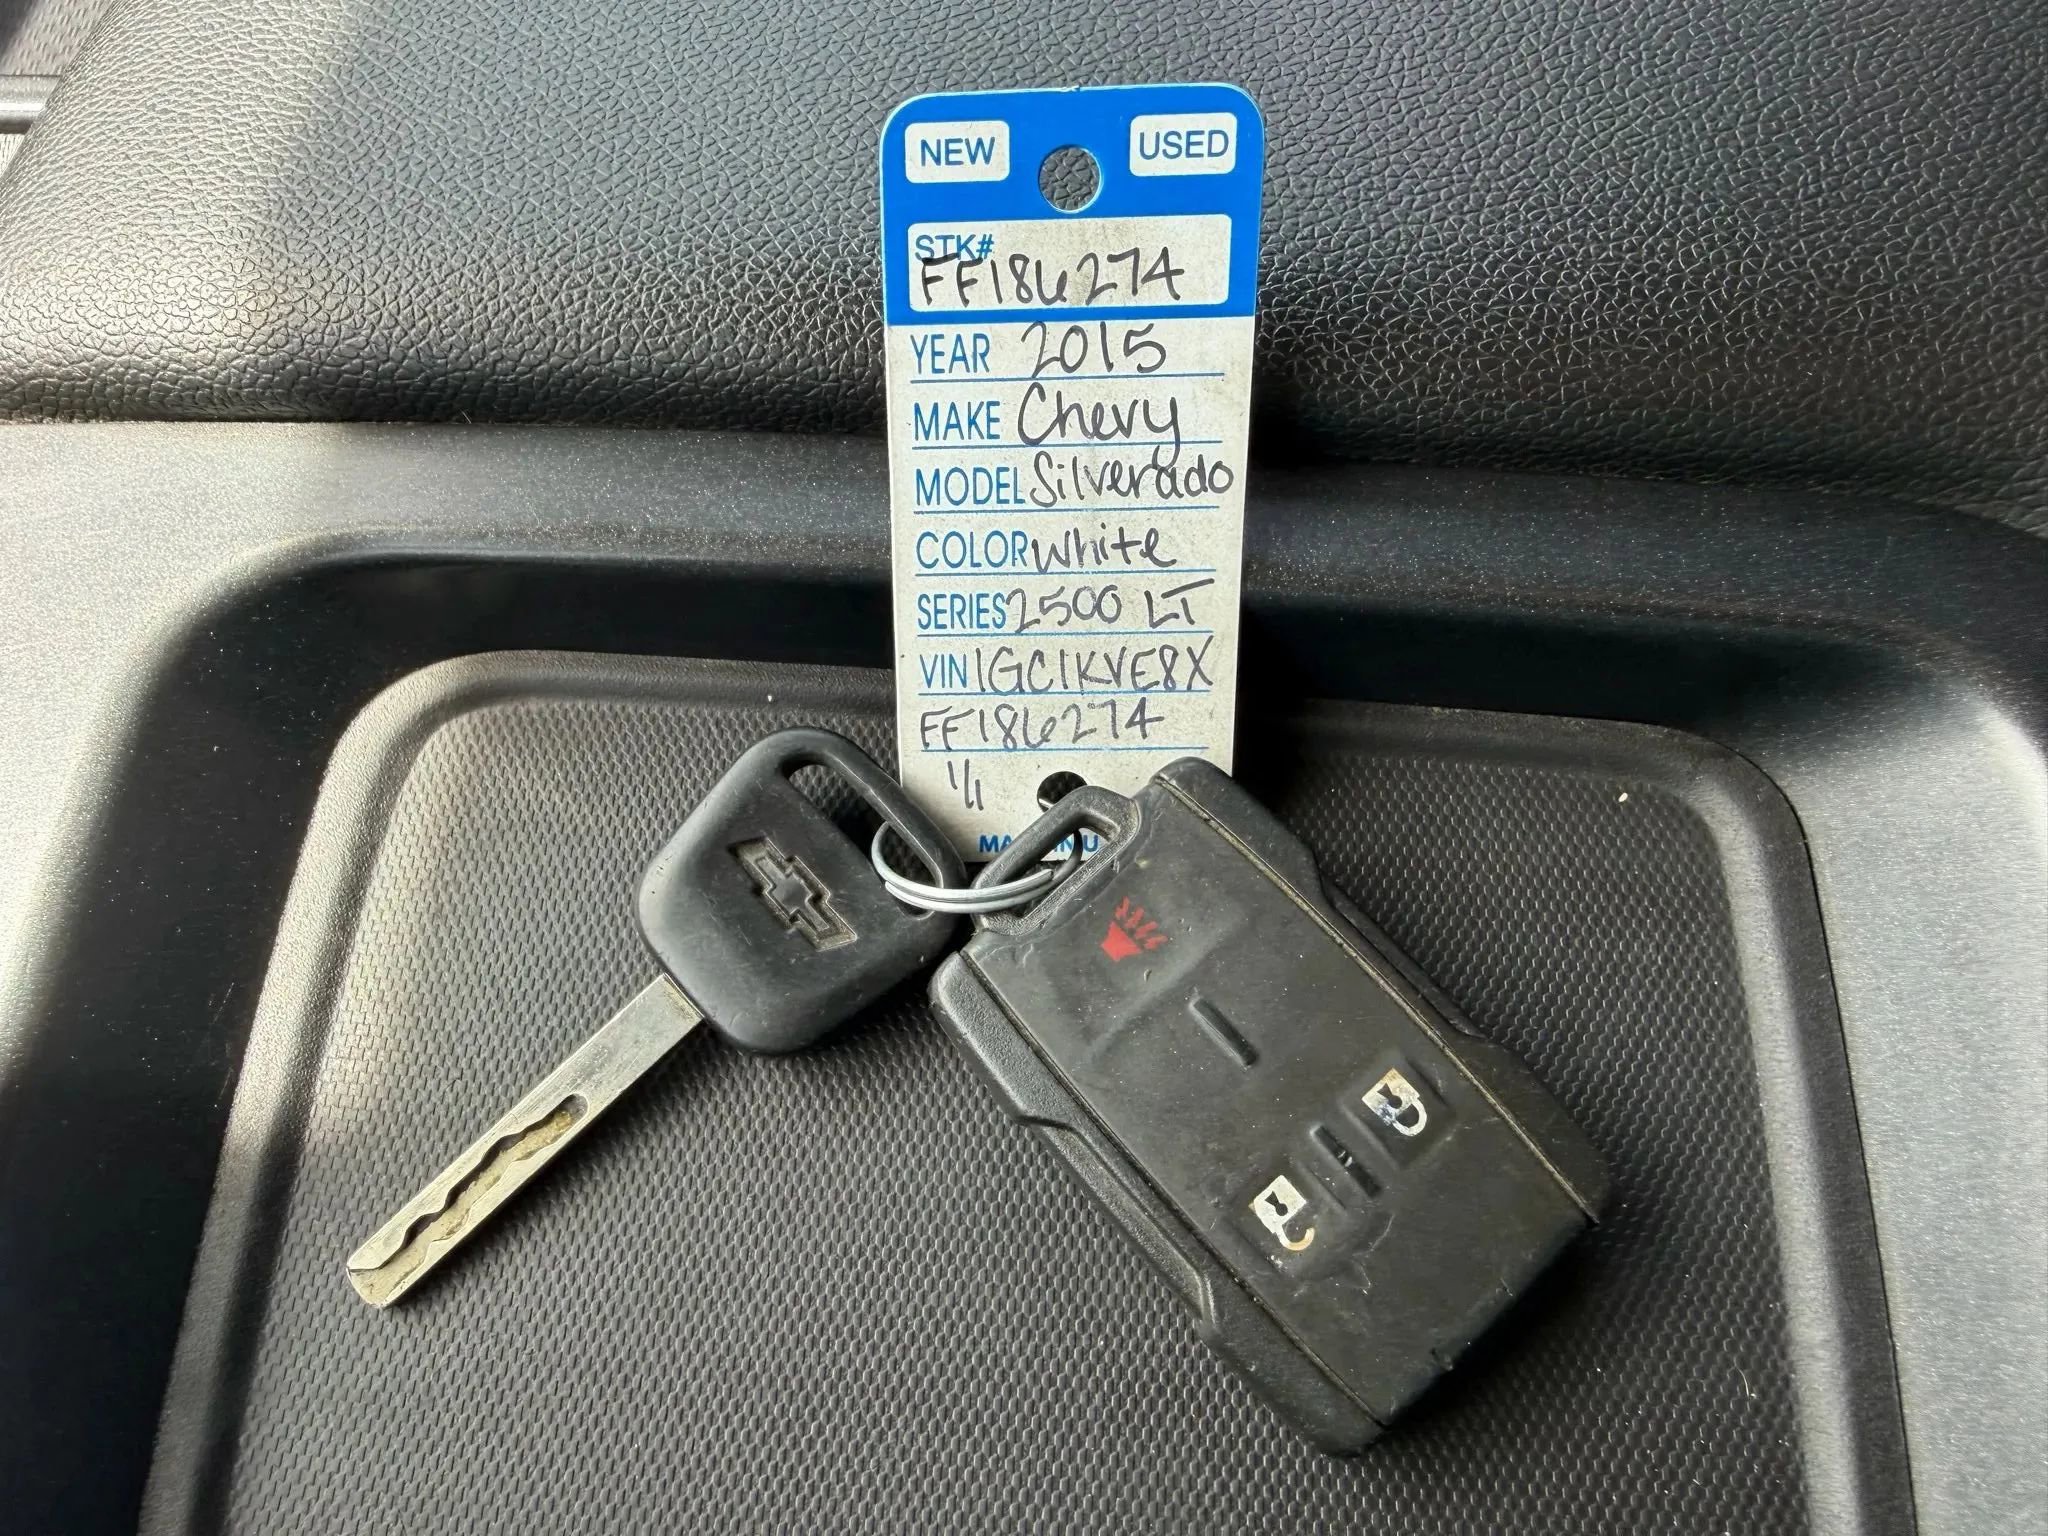 NEW USED
STK#
FF186274
YEAR 2015
MAKE Chevy
MODEL Silverado
COLOR White
SERIES 2500 LT
VIN 1GC1KVE8X
FF186274
1/1